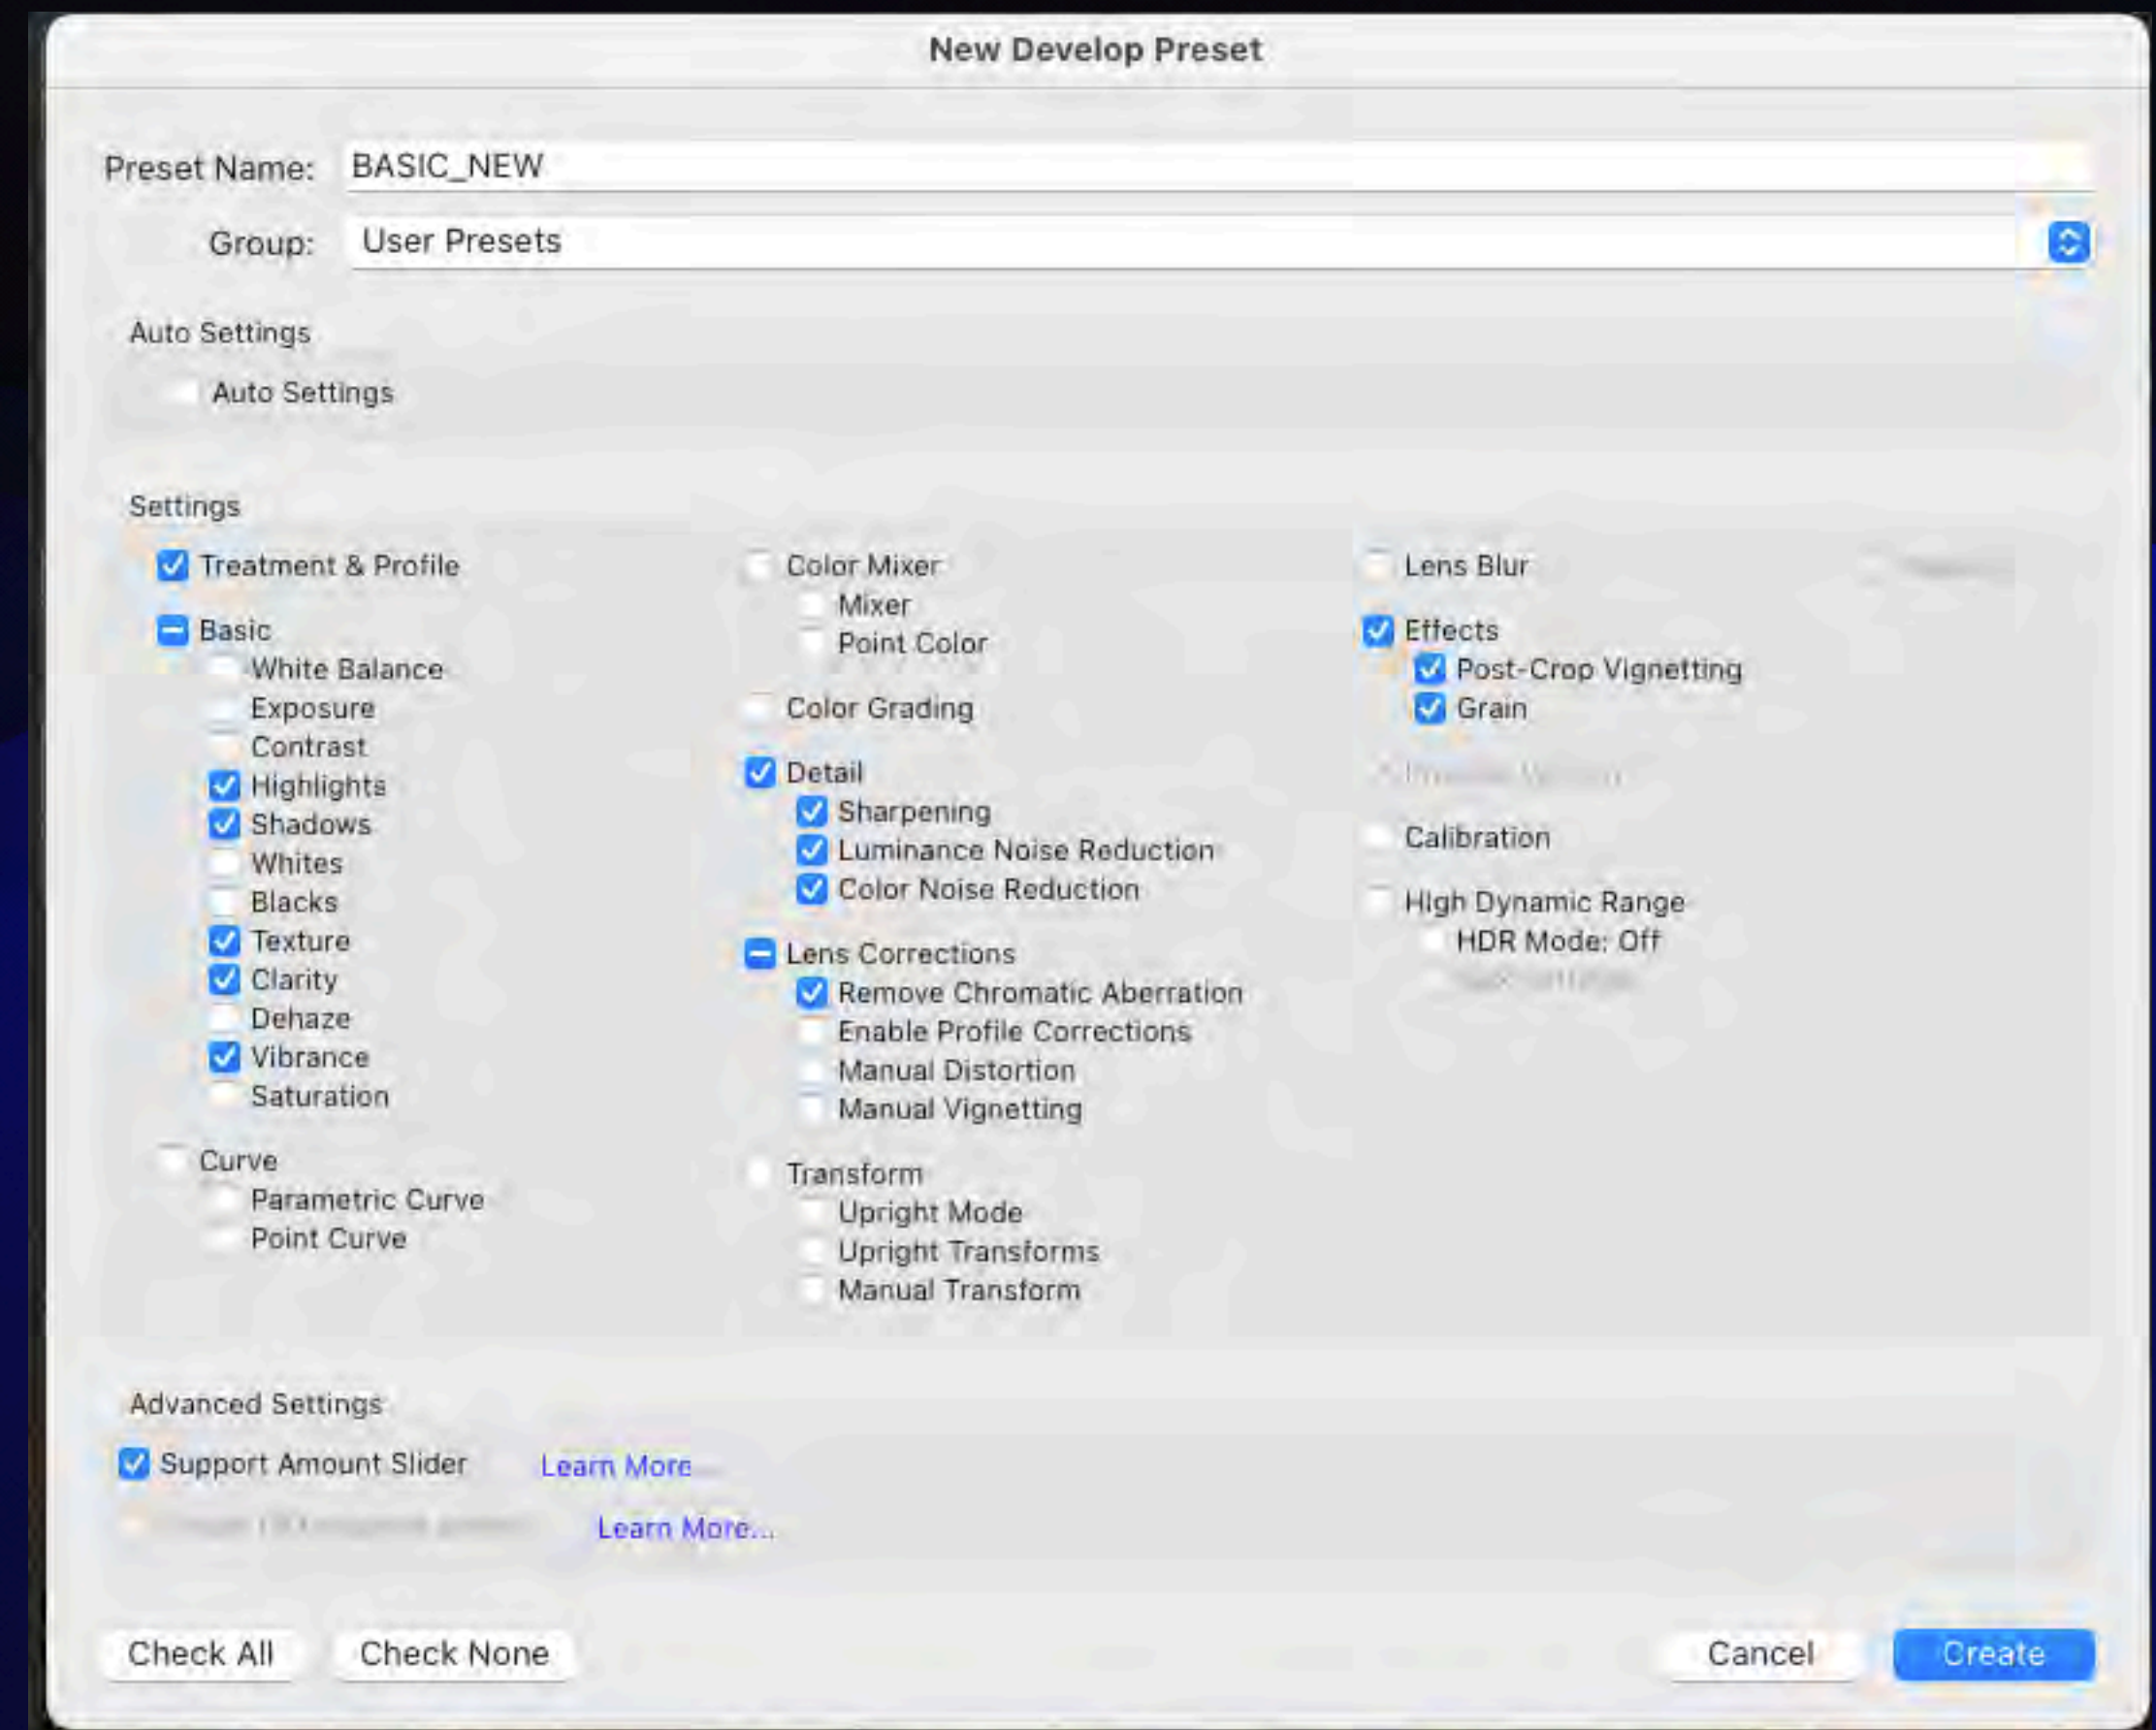 New Develop Preset
Preset Name: BASIC_NEW
Group: User Presets
Auto Settings
Auto Settings
Settings
Treatment & Profile
Basic
White Balance
Exposure
Contrast
Highlights
Shadows
Whites
Blacks
Texture
Clarity
Dehaze
Vibrance
Saturation
Curve
Parametric Curve
Point Curve
Color Mixer
Mixer
Point Color
Color Grading
Detail
Sharpening
Luminance Noise Reduction
Color Noise Reduction
Lens Corrections
Remove Chromatic Aberration
Enable Profile Corrections
Manual Distortion
Manual Vignetting
Transform
Upright Mode
Upright Transforms
Manual Transform
Lens Blur
Effects
Post-Crop Vignetting
Grain
Calibration
High Dynamic Range
HDR Mode: Off
Advanced Settings
Support Amount Slider Learn More...
Learn More...
Check All Check None Cancel Create